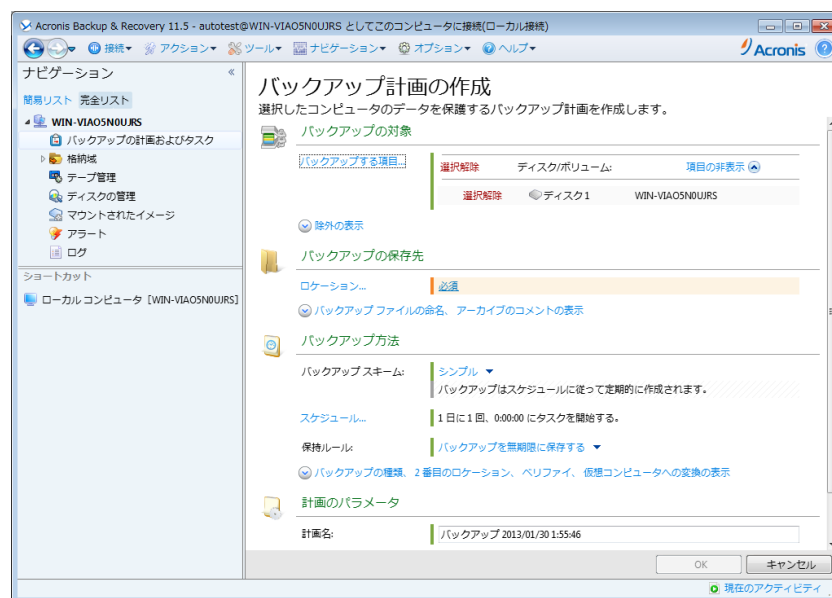 Acronis Backup & Recovery 11.5 - autotest@WIN-VIAO5N0UJRS としてこのコンピュータに接続(ローカル接続)
接続 アクション ツール ナビゲーション オプション ヘルプ
Acronis
ナビゲーション
簡易リスト 完全リスト
WIN-VIAO5N0UJRS
バックアップの計画およびタスク
格納域
テープ管理
ディスクの管理
マウントされたイメージ
アラート
ログ
ショートカット
ローカル コンピュータ [WIN-VIAO5N0UJRS]
バックアップ計画の作成
選択したコンピュータのデータを保護するバックアップ計画を作成します。
バックアップの対象
バックアップする項目...
選択解除 ディスク/ボリューム: 項目の非表示
選択解除 ディスク1 WIN-VIAO5N0UJRS
除外の表示
バックアップの保存先
ロケーション... 必須
バックアップ ファイルの命名、アーカイブのコメントの表示
バックアップ方法
バックアップ スキーム: シンプル
バックアップはスケジュールに従って定期的に作成されます。
スケジュール... 1 日に 1 回、0:00:00 にタスクを開始する。
保持ルール: バックアップを無期限に保存する
バックアップの種類、2 番目のロケーション、ベリファイ、仮想コンピュータへの変換の表示
計画のパラメータ
計画名: バックアップ 2013/01/30 1:55:46
OK キャンセル
現在のアクティビティ